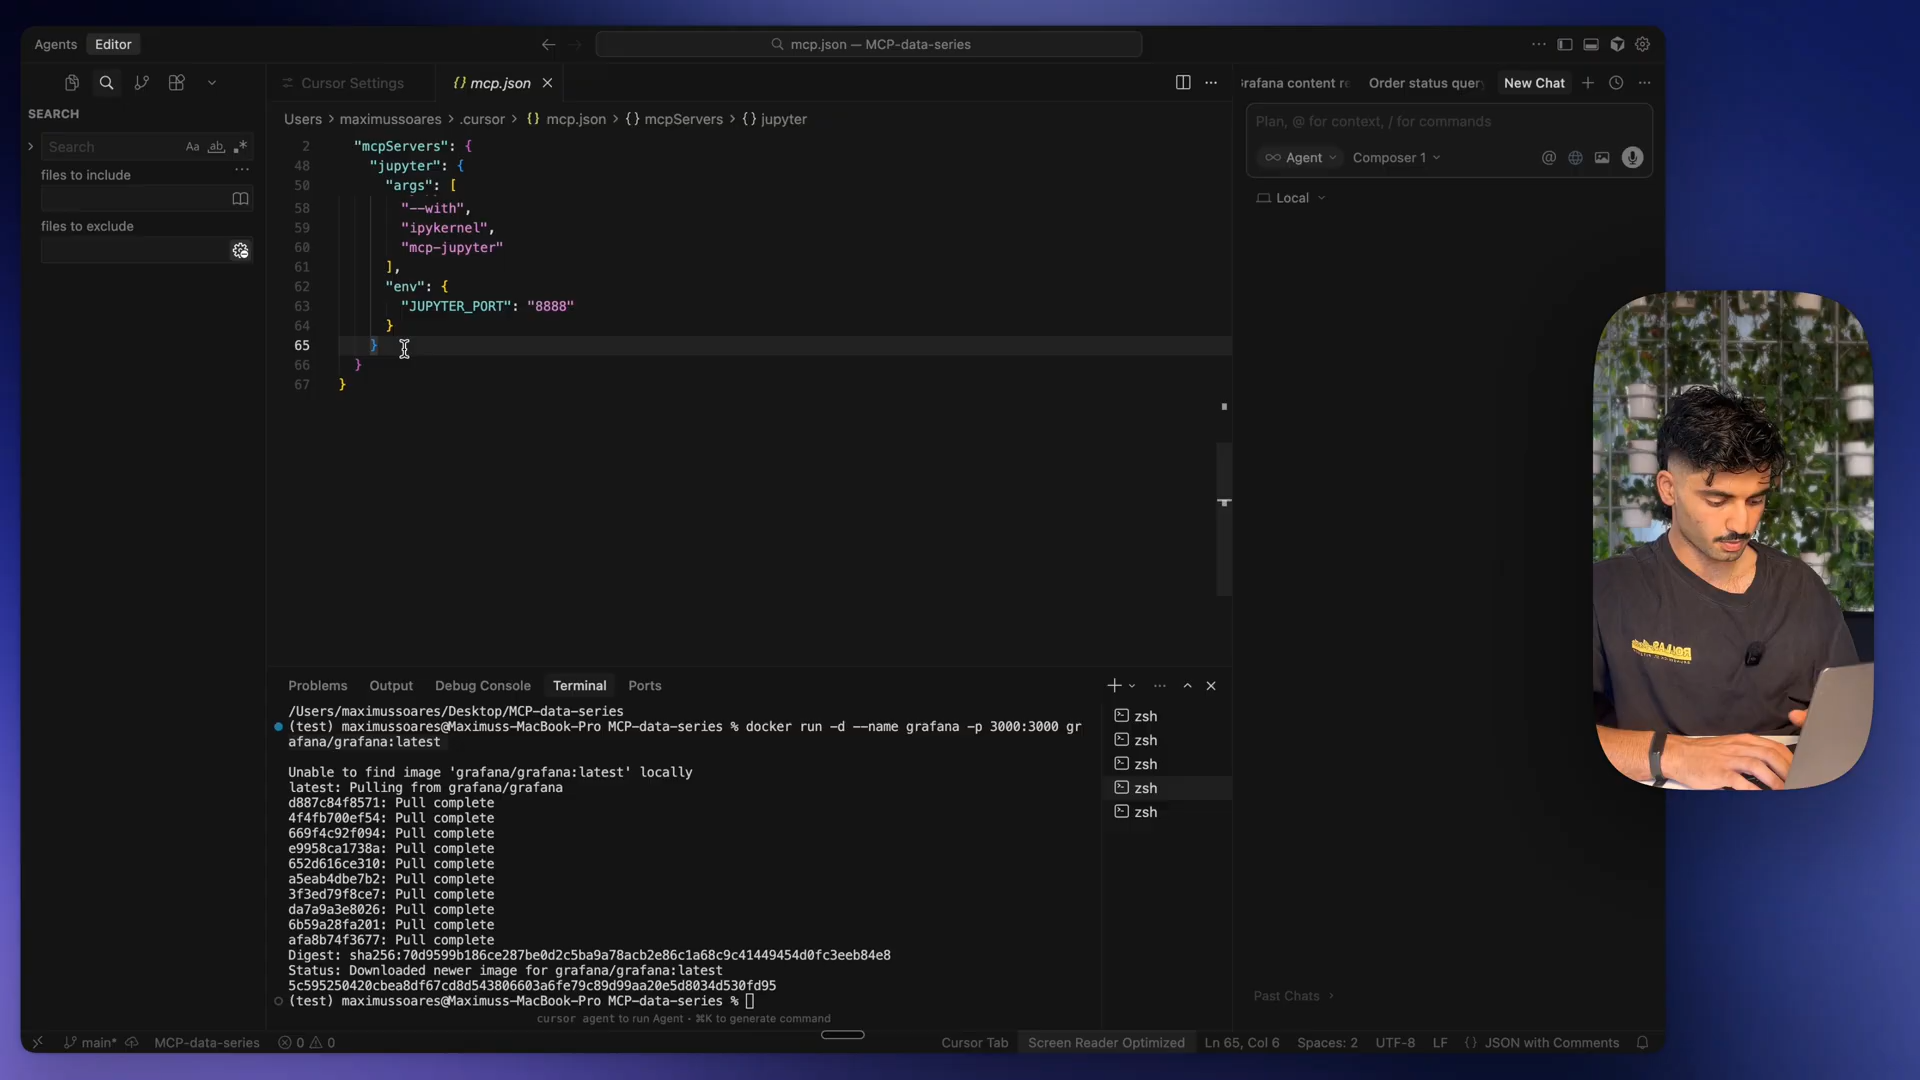 Agents Editor
mcp.json — MCP-data-series
Cursor Settings
{} mcp.json
Grafana content re
Order status query
New Chat
SEARCH
Users > maximussoares > .cursor > {} mcp.json > {} mcpServers > {} jupyter
Search
Aa
ab
files to include
files to exclude
2 "mcpServers": {
48 "jupyter": {
50 "args": [
58 "--with",
59 "ipykernel",
60 "mcp-jupyter"
61 ],
62 "env": {
63 "JUPYTER_PORT": "8888"
64 }
65 }
66 }
67 }
Plan, @ for context, / for commands
Agent
Composer 1
Local
Past Chats
Problems Output Debug Console Terminal Ports
/Users/maximussoares/Desktop/MCP-data-series
(test) maximussoares@Maximuss-MacBook-Pro MCP-data-series % docker run -d --name grafana -p 3000:3000 gr
afana/grafana:latest
Unable to find image 'grafana/grafana:latest' locally
latest: Pulling from grafana/grafana
d887c84f8571: Pull complete
4f4fb700ef54: Pull complete
669f4c92f094: Pull complete
e9958ca1738a: Pull complete
652d616ce310: Pull complete
a5eab4dbe7b2: Pull complete
3f3ed79f8ce7: Pull complete
da7a9a3e8026: Pull complete
6b59a28fa201: Pull complete
afa8b74f3677: Pull complete
Digest: sha256:70d9599b186ce287be0d2c5ba9a78acb2e86c1a68c9c41449454d0fc3eeb84e8
Status: Downloaded newer image for grafana/grafana:latest
5c595250420cbea8df67cd8d543806603a6fe79c89d99aa20e5d8034d530fd95
(test) maximussoares@Maximuss-MacBook-Pro MCP-data-series %
cursor agent to run Agent · ⌘K to generate command
zsh
zsh
zsh
zsh
zsh
main* MCP-data-series 0 0
Cursor Tab Screen Reader Optimized Ln 65, Col 6 Spaces: 2 UTF-8 LF {} JSON with Comments